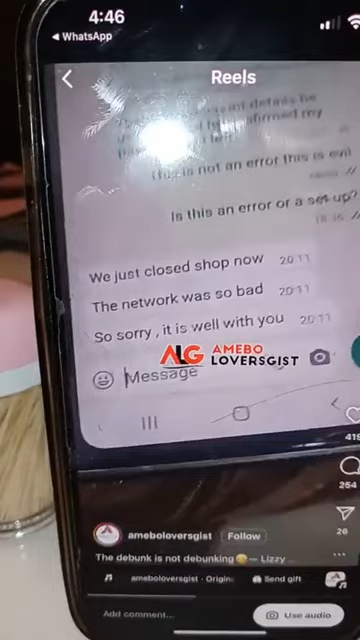 4:46
WhatsApp
Reels
this is not an error this is evil
Is this an error or a set up?
We just closed shop now 20:11
The network was so bad 20:11
So sorry , it is well with you 20:11
ALG AMEBO LOVERSGIST
Message
419
254
26
ameboloversgist Follow
The debunk is not debunking — Lizzy
ameboloversgist · Origin
Send gift
Add comment...
Use audio